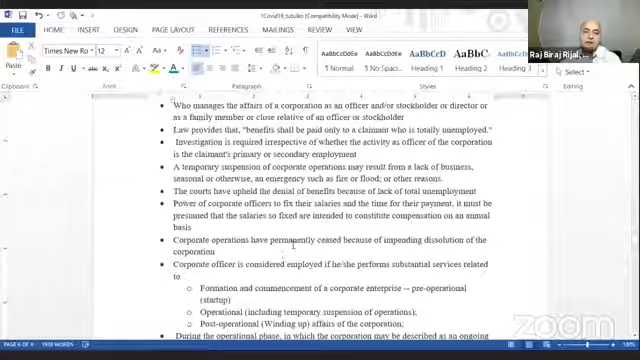 1Covid19_tubulko [Compatibility Mode] - Word
FILE HOME INSERT DESIGN PAGE LAYOUT REFERENCES MAILINGS REVIEW VIEW
Times New Ro 12
AaBbCcDdEe AaBbCcDdEe AaBbCcD AaBbC AaBbCcDd
Paste ¶ Normal ¶ No Spacing Heading 1 Heading 2 Select
Raj Biraj Rijal,
Who manages the affairs of a corporation as an officer and/or stockholder or director or
as a family member or close relative of an officer or stockholder
Law provides that, "benefits shall be paid only to a claimant who is totally unemployed."
Investigation is required irrespective of whether the activity as officer of the corporation
is the claimant's primary or secondary employment
A temporary suspension of corporate operations may result from a lack of business,
seasonal or otherwise, an emergency such as fire or flood; or other reasons.
The courts have upheld the denial of benefits because of lack of total unemployment
Power of corporate officers to fix their salaries and the time for their payment, it must be
presumed that the salaries so fixed are intended to constitute compensation on an annual
basis
Corporate operations have permanently ceased because of impending dissolution of the
corporation
Corporate officer is considered employed if he/she performs substantial services related
to
Formation and commencement of a corporate enterprise -- pre-operational
(startup)
Operational (including temporary suspension of operations);
Post-operational (Winding up) affairs of the corporation;
During the operational phase, in which the corporation may be described as an ongoing
zoom
PAGE 6 OF 9 1930 WORDS 120%